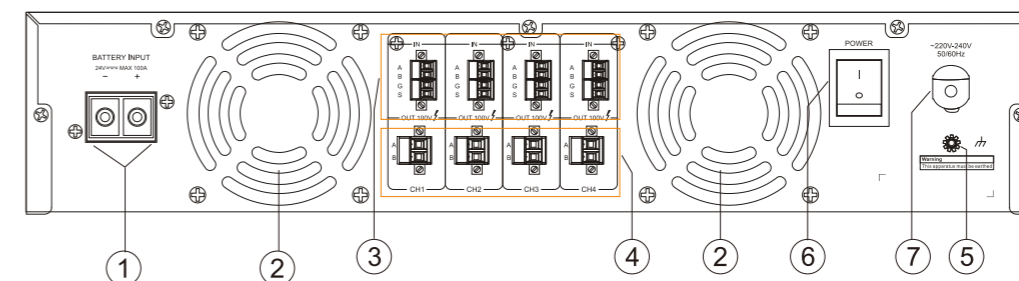 BATTERY INPUT
24V⎓ MAX 100A
− +
IN IN IN IN
A A A A
B B B B
G G G G
S S S S
OUT 100V OUT 100V OUT 100V OUT 100V
A A A A
B B B B
CH1 CH2 CH3 CH4
POWER
I
O
~220V-240V
50/60Hz
Warning
This apparatus must be earthed
1 2 3 4 2 6 7 5